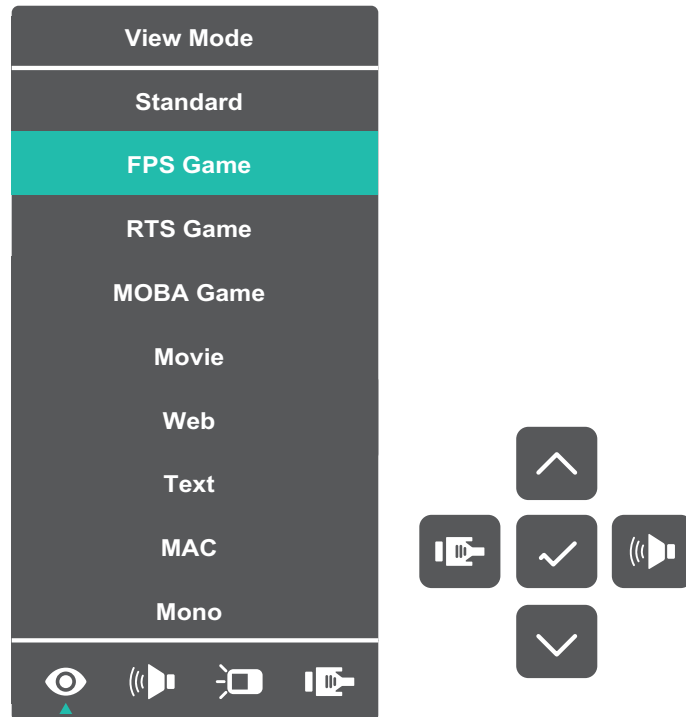 View Mode
Standard
FPS Game
RTS Game
MOBA Game
Movie
Web
Text
MAC
Mono